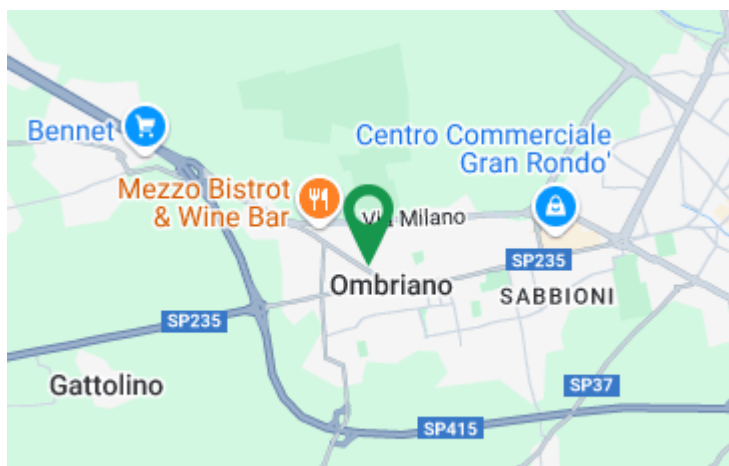 Bennet
Centro Commerciale
Gran Rondo'
Mezzo Bistrot
& Wine Bar
Via Milano
SP235
Ombriano
SABBIONI
SP235
Gattolino
SP37
SP415